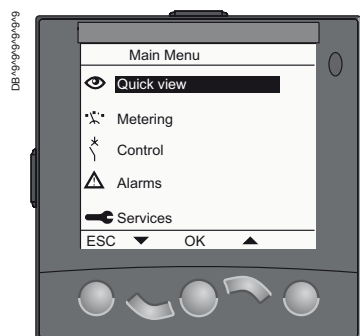 Main Menu
Quick view
Metering
Control
Alarms
Services
ESC OK